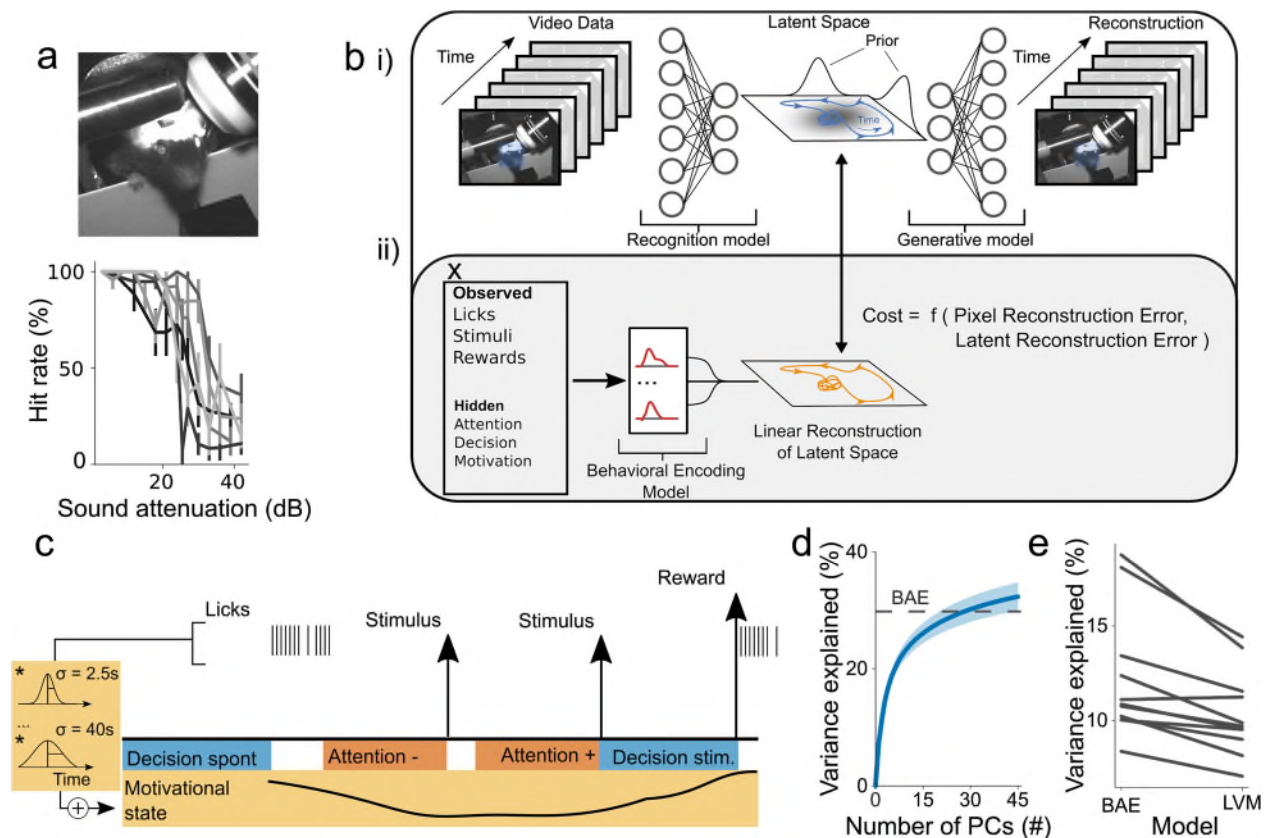 a
Hit rate (%)
100
50
0
20
40
Sound attenuation (dB)
b i)
Video Data
Time
Latent Space
Prior
Time
Reconstruction
Time
Recognition model
Generative model
ii)
X
Observed
Licks
Stimuli
Rewards
Hidden
Attention
Decision
Motivation
...
Behavioral Encoding
Model
Linear Reconstruction
of Latent Space
Cost = f ( Pixel Reconstruction Error,
Latent Reconstruction Error )
c
Licks
Stimulus
Stimulus
Reward
* σ = 2.5s
...
* σ = 40s
Time
+
Decision spont
Attention -
Attention +
Decision stim.
Motivational
state
d
Variance explained (%)
40
20
0
BAE
0 15 30 45
Number of PCs (#)
e
Variance explained (%)
15
10
BAE
LVM
Model